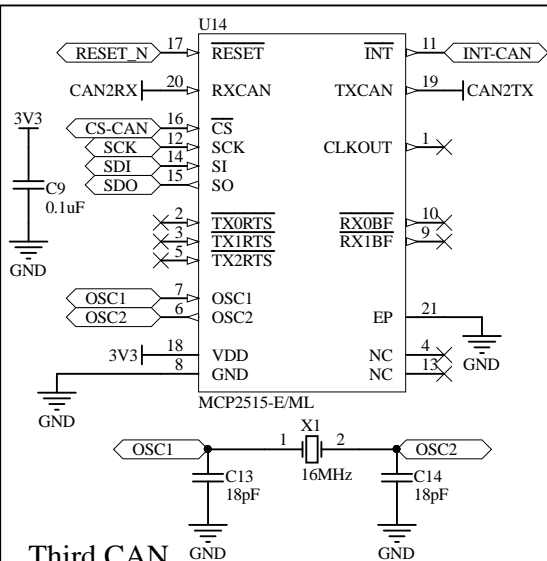 U14
RESET_N 17 RESET INT 11 INT-CAN
CAN2RX 20 RXCAN TXCAN 19 CAN2TX
CS-CAN 16 CS
SCK 12 SCK CLKOUT 1
SDI 14 SI
SDO 15 SO
3V3
C9
0.1uF
GND
2 TX0RTS RX0BF 10
3 TX1RTS RX1BF 9
5 TX2RTS
OSC1 7 OSC1
OSC2 6 OSC2 EP 21
3V3 18 VDD NC 4
8 GND NC 13
GND
GND
MCP2515-E/ML
X1
OSC1 1 2 OSC2
16MHz
C13
18pF
C14
18pF
GND
GND
Third CAN